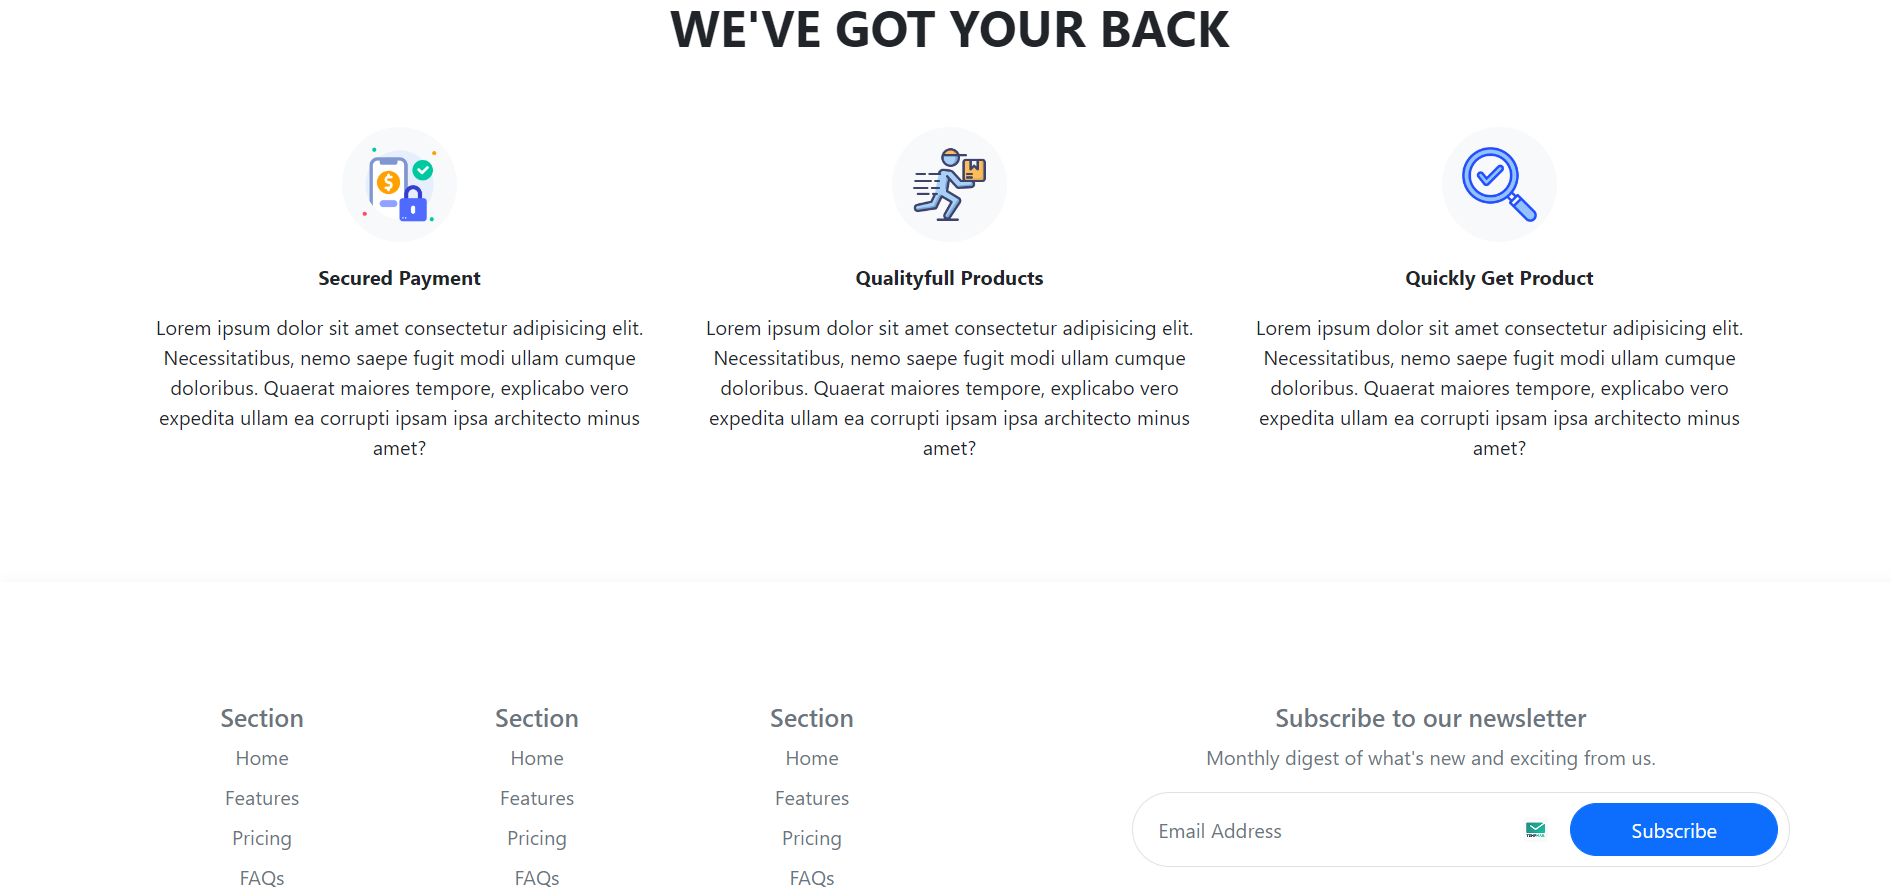 WE'VE GOT YOUR BACK
Secured Payment
Lorem ipsum dolor sit amet consectetur adipisicing elit.
Necessitatibus, nemo saepe fugit modi ullam cumque
doloribus. Quaerat maiores tempore, explicabo vero
expedita ullam ea corrupti ipsam ipsa architecto minus
amet?
Qualityfull Products
Lorem ipsum dolor sit amet consectetur adipisicing elit.
Necessitatibus, nemo saepe fugit modi ullam cumque
doloribus. Quaerat maiores tempore, explicabo vero
expedita ullam ea corrupti ipsam ipsa architecto minus
amet?
Quickly Get Product
Lorem ipsum dolor sit amet consectetur adipisicing elit.
Necessitatibus, nemo saepe fugit modi ullam cumque
doloribus. Quaerat maiores tempore, explicabo vero
expedita ullam ea corrupti ipsam ipsa architecto minus
amet?
Section
Home
Features
Pricing
FAQs
Section
Home
Features
Pricing
FAQs
Section
Home
Features
Pricing
FAQs
Subscribe to our newsletter
Monthly digest of what's new and exciting from us.
Email Address
Subscribe